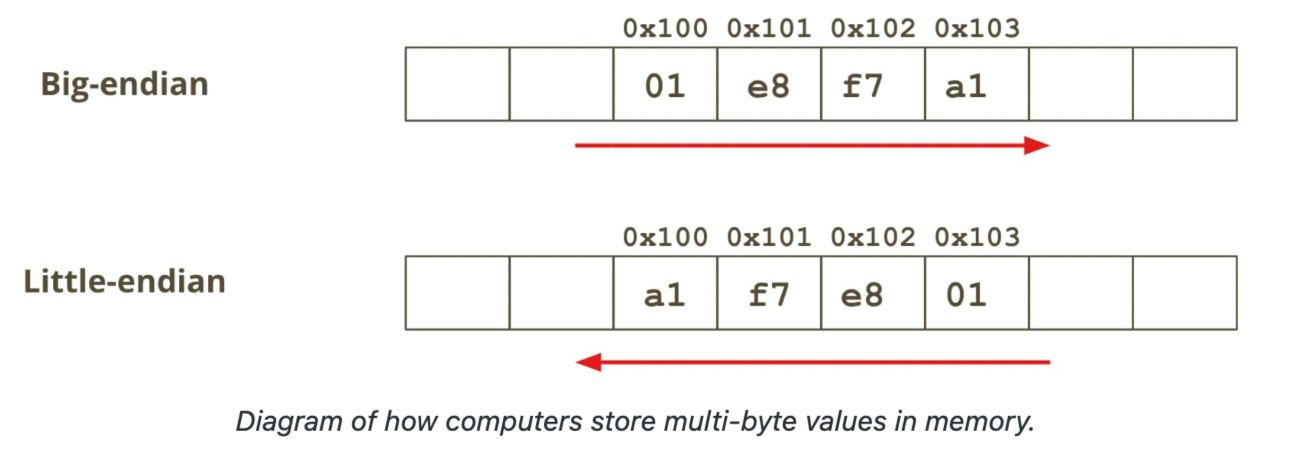 0x100 0x101 0x102 0x103
Big-endian 01 e8 f7 a1
0x100 0x101 0x102 0x103
Little-endian a1 f7 e8 01
Diagram of how computers store multi-byte values in memory.